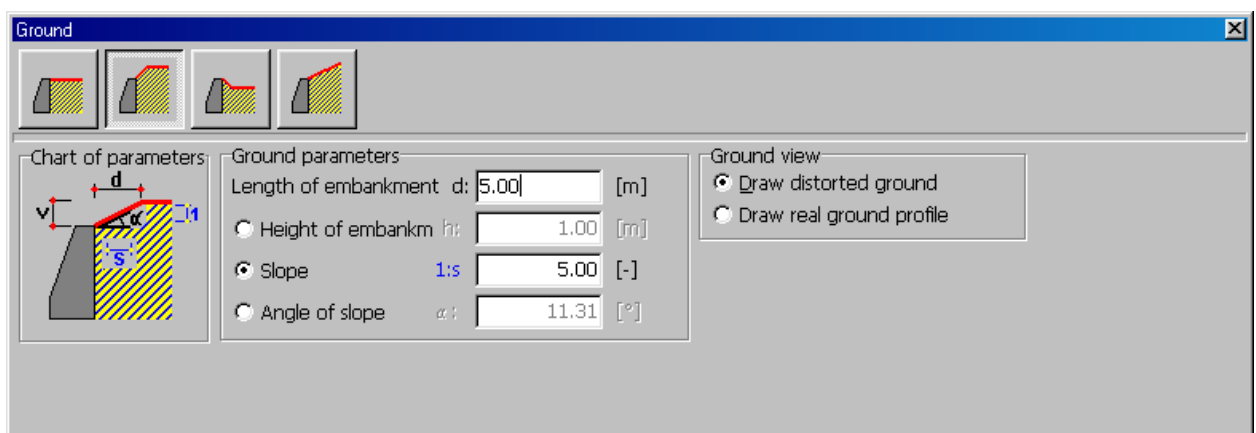 Ground
Chart of parameters
d
v
α
1
s
Ground parameters
Length of embankment d: 5.00 [m]
Height of embankm h: 1.00 [m]
Slope 1:s 5.00 [-]
Angle of slope α: 11.31 [°]
Ground view
Draw distorted ground
Draw real ground profile